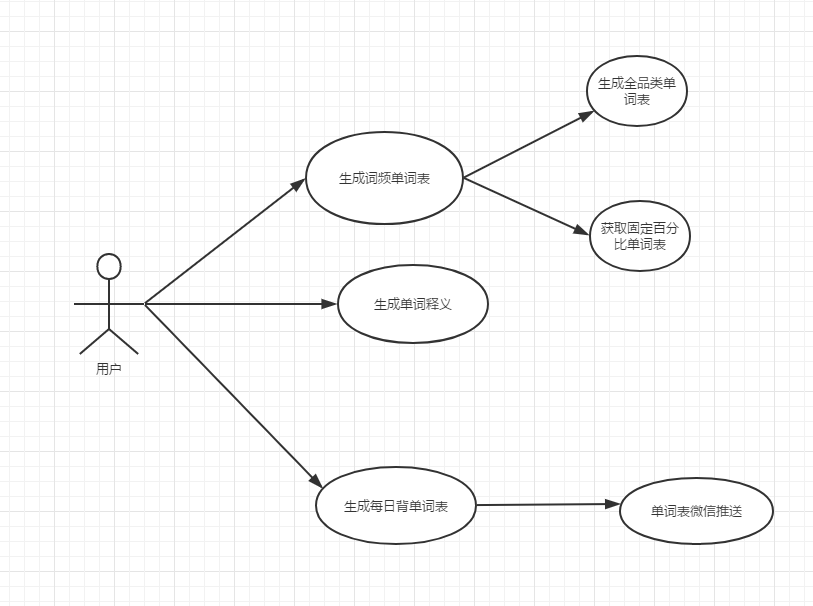 生成全品类单
词表
生成词频单词表
获取固定百分
比单词表
生成单词释义
用户
生成每日背单词表
单词表微信推送